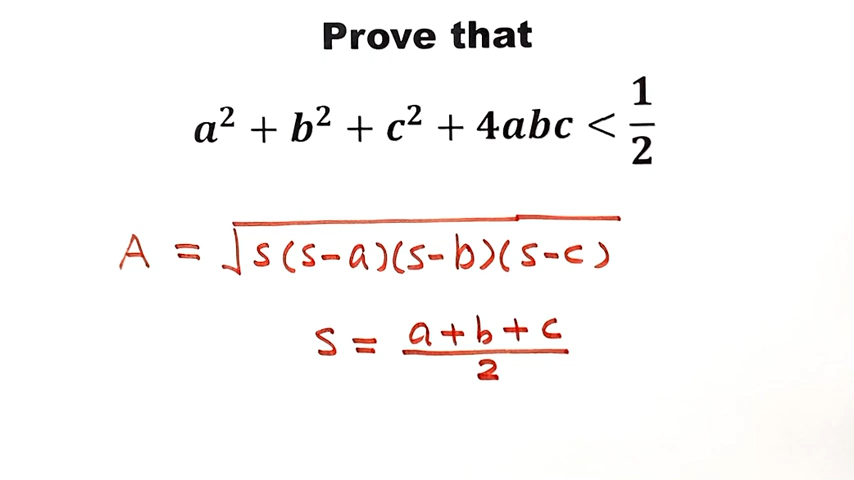 Prove that
a² + b² + c² + 4abc < 1/2
A = √(s(s-a)(s-b)(s-c))
s = (a+b+c)/2